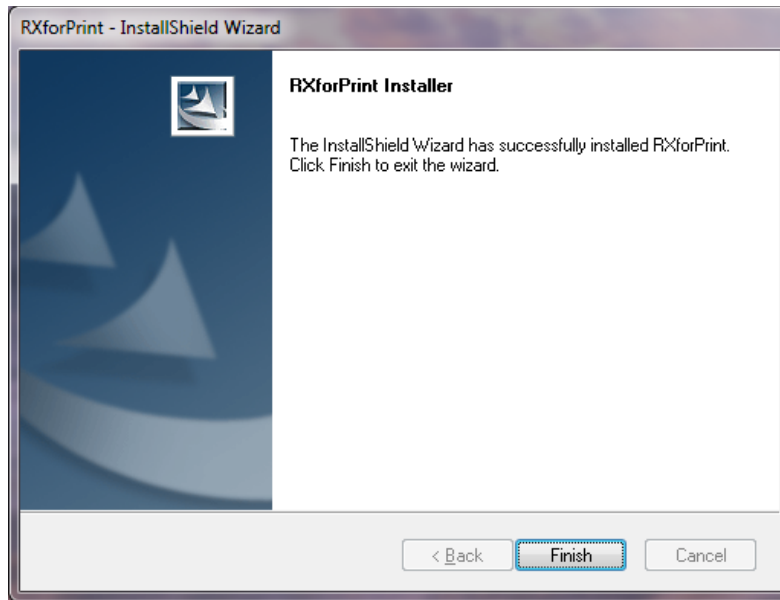 RXforPrint - InstallShield Wizard
RXforPrint Installer
The InstallShield Wizard has successfully installed RXforPrint.
Click Finish to exit the wizard.
< Back
Finish
Cancel